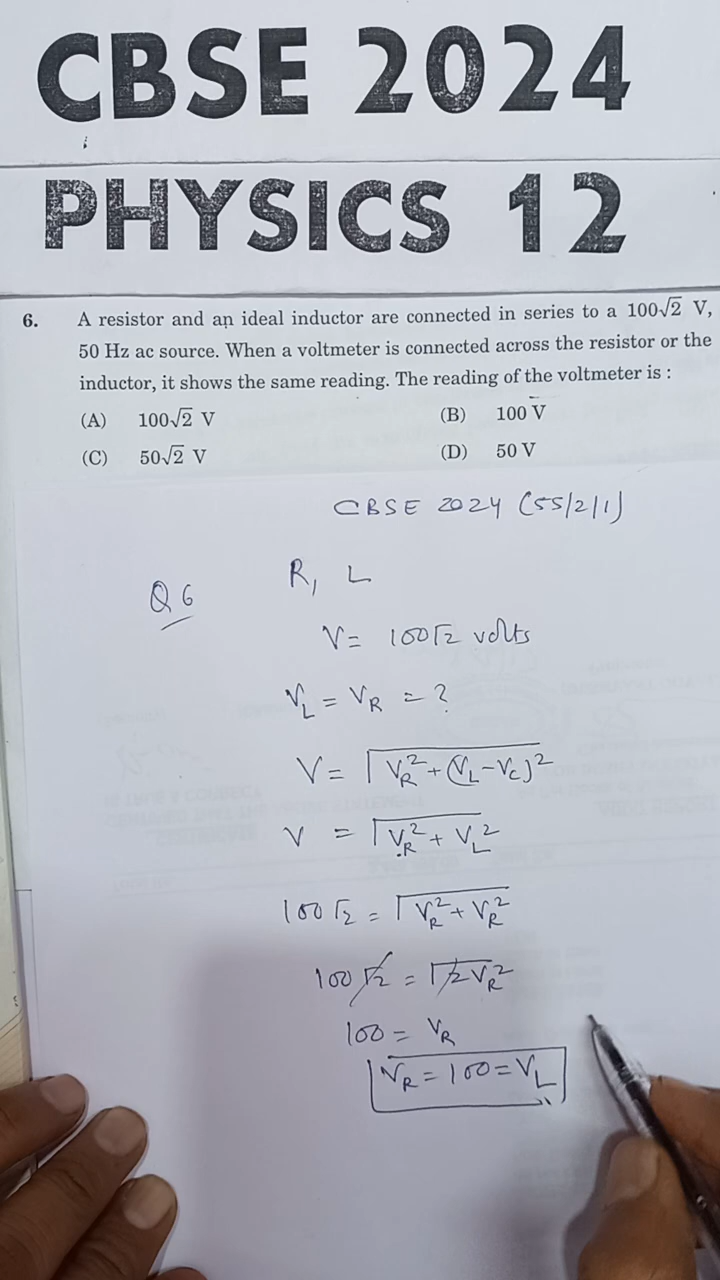 CBSE 2024
PHYSICS 12
6. A resistor and an ideal inductor are connected in series to a 100√2 V,
50 Hz ac source. When a voltmeter is connected across the resistor or the
inductor, it shows the same reading. The reading of the voltmeter is :
(A) 100√2 V (B) 100 V
(C) 50√2 V (D) 50 V
CBSE 2024 (55/2/1)
Q6 R, L
V = 100√2 volts
V_L = V_R = ?
V = √(V_R² + (V_L - V_C)²)
V = √(V_R² + V_L²)
100√2 = √(V_R² + V_R²)
100√2 = √(2V_R²)
100 = V_R
V_R = 100 = V_L